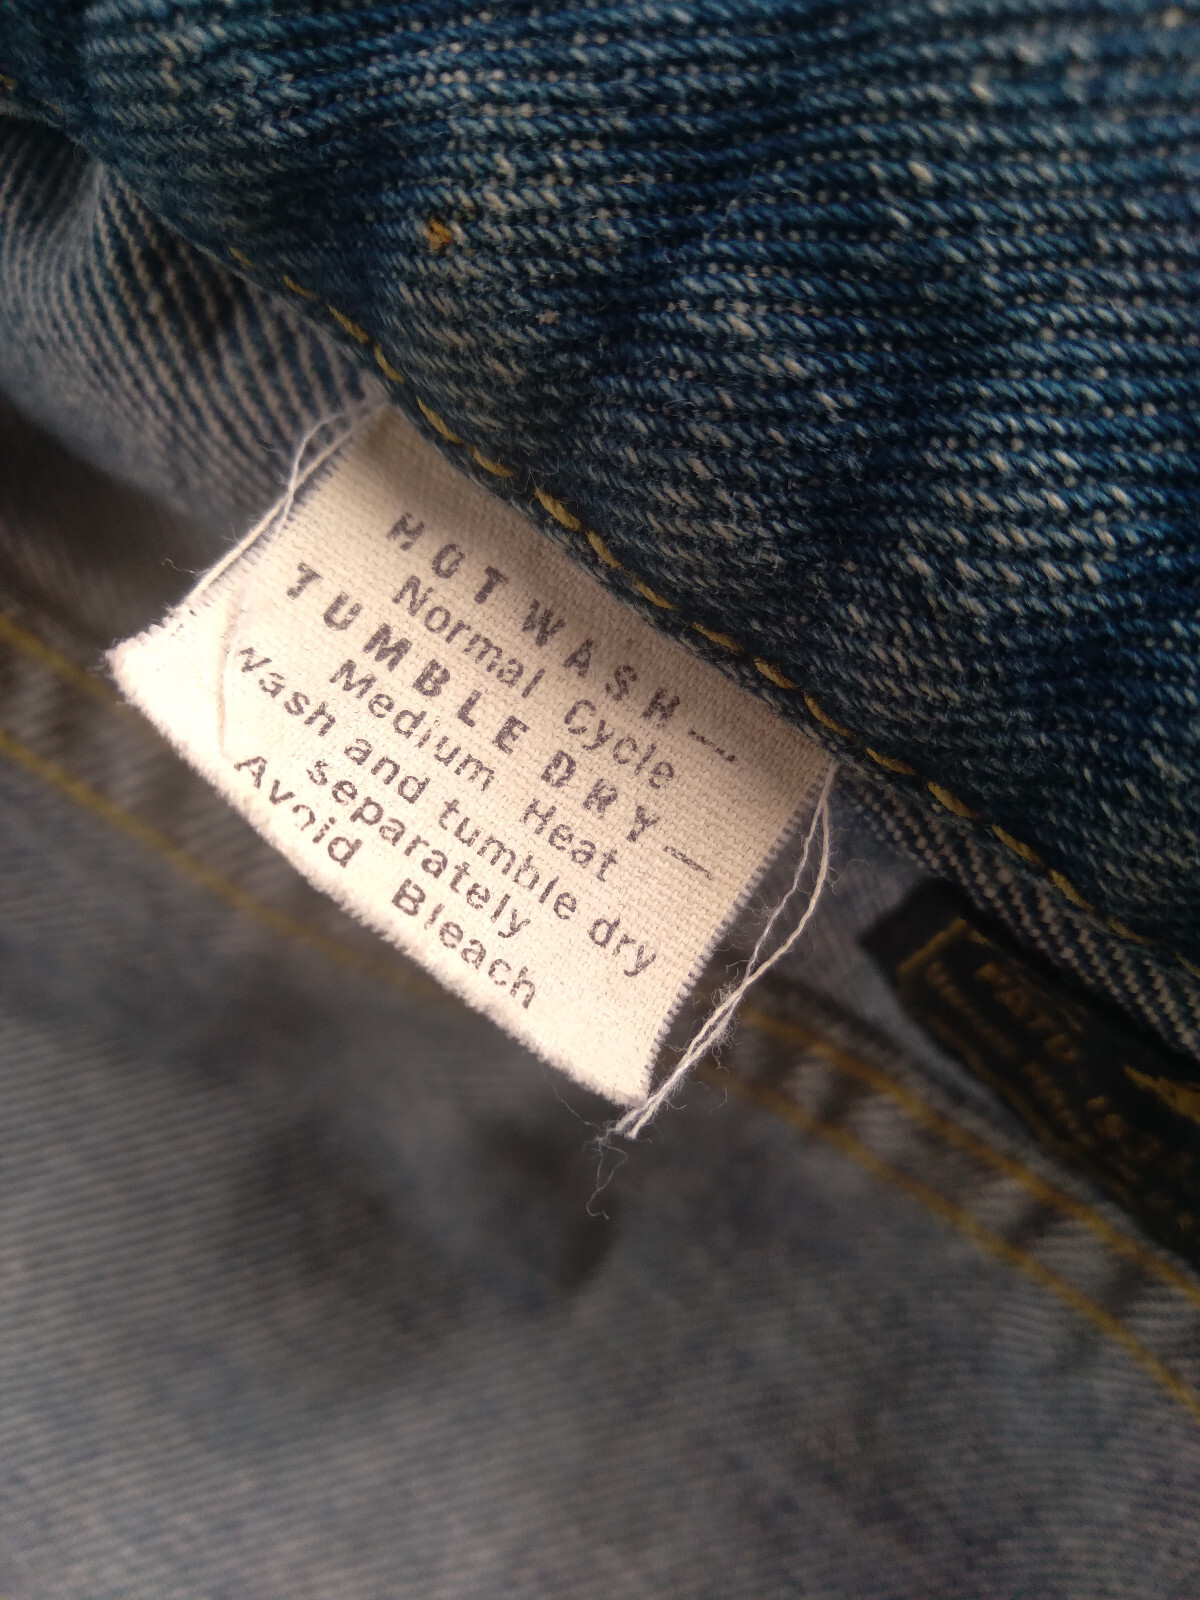 HOT WASH —
Normal Cycle
TUMBLE DRY —
Medium Heat
Wash and tumble dry
separately
Avoid Bleach